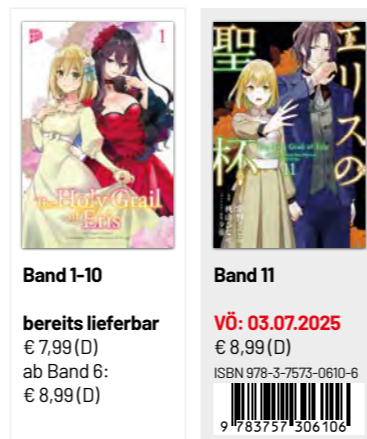 1
The Holy Grail
of Eris
Band 1-10
bereits lieferbar
€ 7,99 (D)
ab Band 6:
€ 8,99 (D)
エリスの
聖杯
The Holy Grail of Eris
11
Band 11
VÖ: 03.07.2025
€ 8,99 (D)
ISBN 978-3-7573-0610-6
9 783757 306106